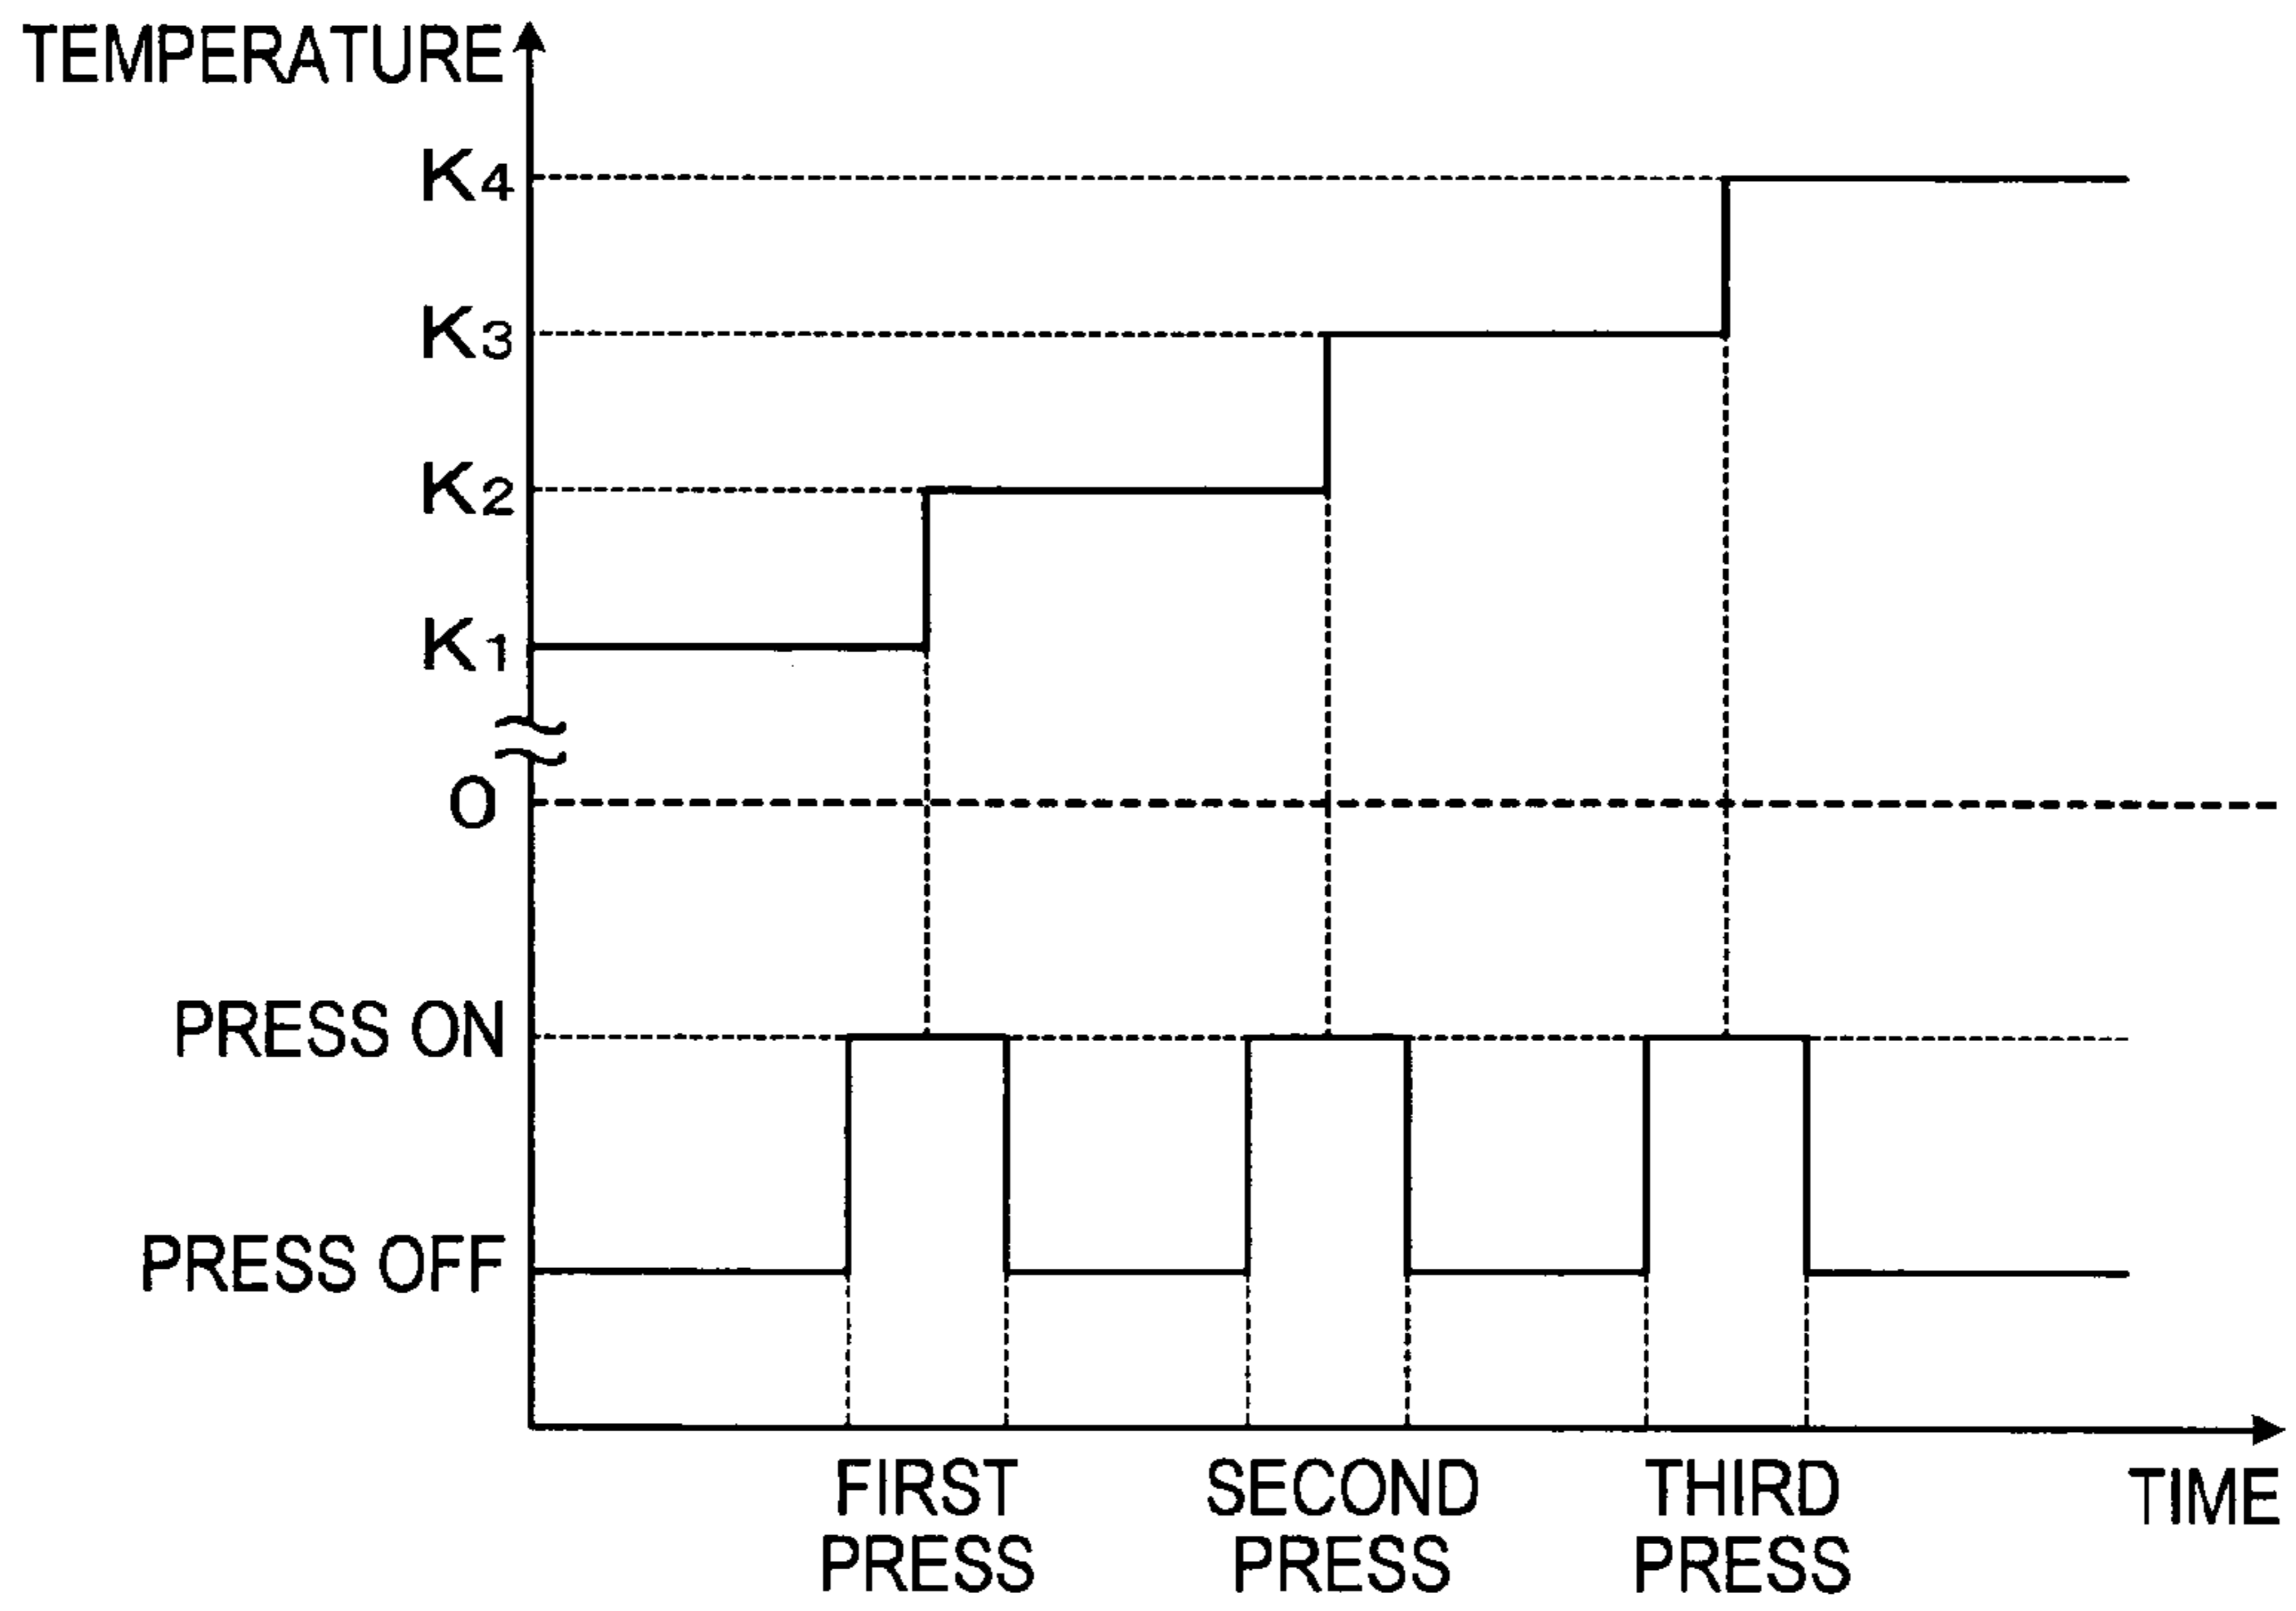 TEMPERATURE
K4
K3
K2
K1
0
PRESS ON
PRESS OFF
FIRST
PRESS
SECOND
PRESS
THIRD
PRESS
TIME